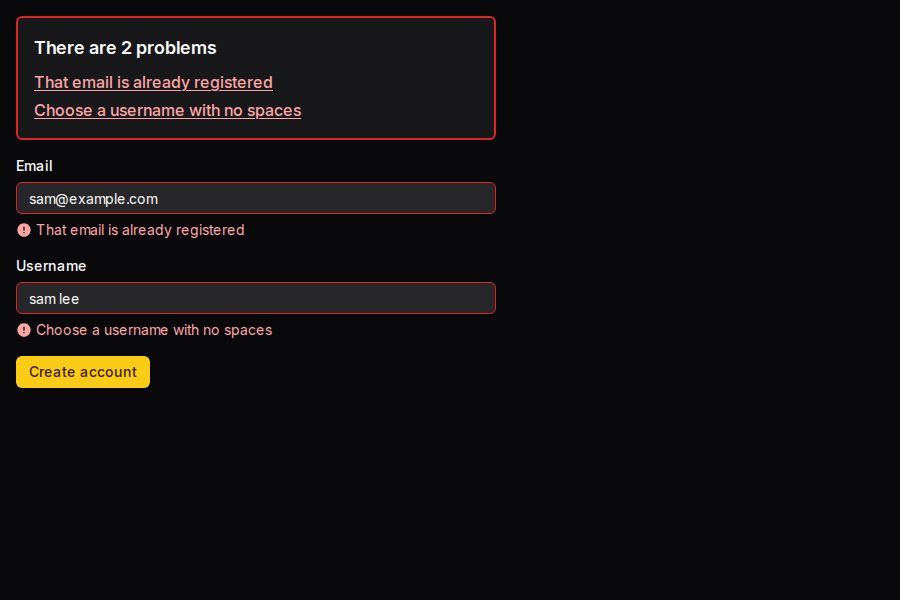 There are 2 problems
That email is already registered
Choose a username with no spaces
Email
sam@example.com
That email is already registered
Username
sam lee
Choose a username with no spaces
Create account